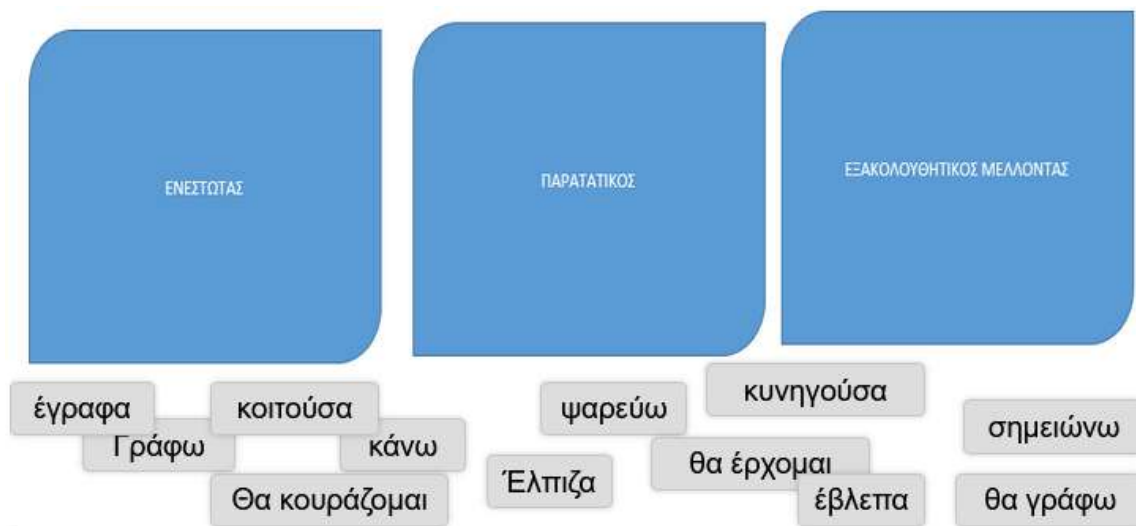 ΕΝΕΣΤΩΤΑΣ
ΠΑΡΑΤΑΤΙΚΟΣ
ΕΞΑΚΟΛΟΥΘΗΤΙΚΟΣ ΜΕΛΛΟΝΤΑΣ
έγραφα
κοιτούσα
ψαρεύω
κυνηγούσα
Γράφω
κάνω
σημειώνω
Θα κουράζομαι
Έλπιζα
θα έρχομαι
έβλεπα
θα γράφω